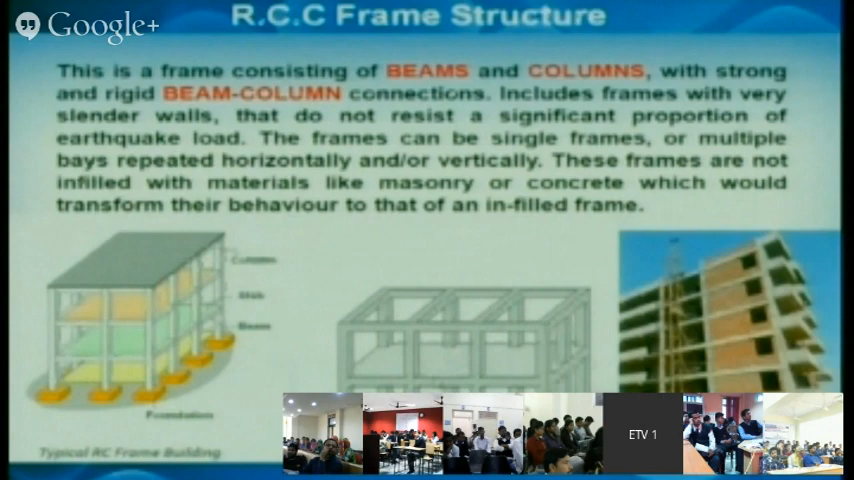 Google+
R.C.C Frame Structure
This is a frame consisting of BEAMS and COLUMNS, with strong
and rigid BEAM-COLUMN connections. Includes frames with very
slender walls, that do not resist a significant proportion of
earthquake load. The frames can be single frames, or multiple
bays repeated horizontally and/or vertically. These frames are not
infilled with materials like masonry or concrete which would
transform their behaviour to that of an in-filled frame.
Column
Slab
Beam
Foundation
ETV 1
Typical RC Frame Building